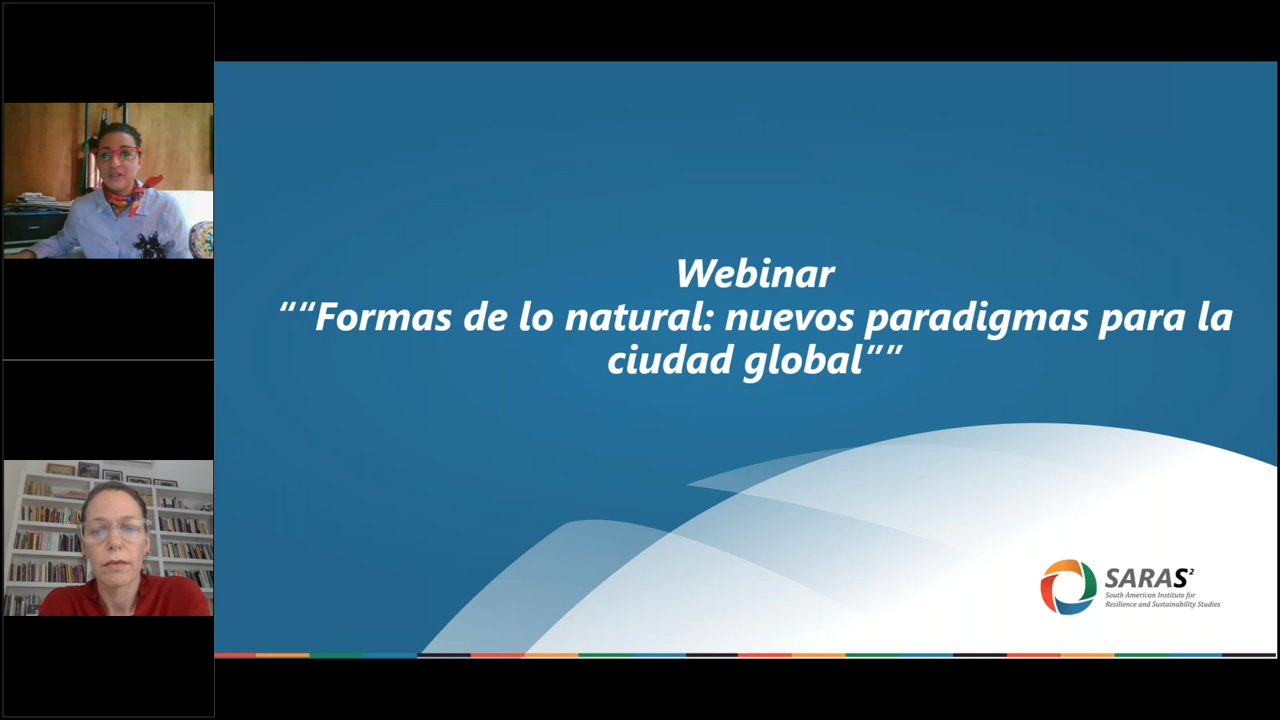 Webinar
““Formas de lo natural: nuevos paradigmas para la
ciudad global””
SARAS²
South American Institute for
Resilience and Sustainability Studies